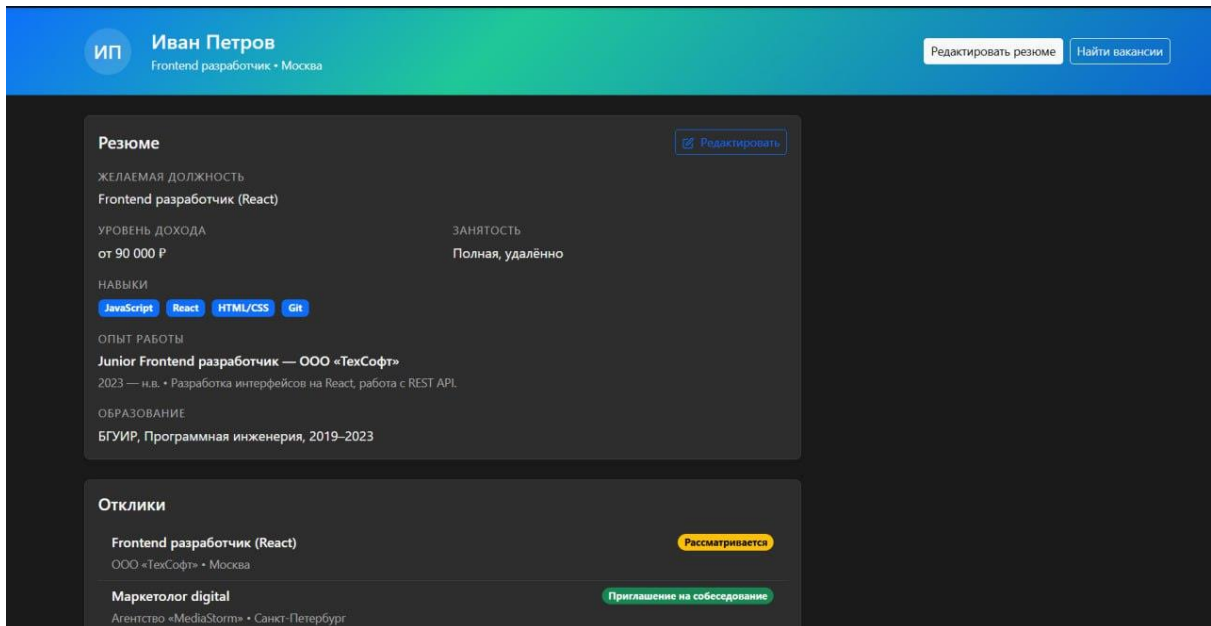 ИП
Иван Петров
Frontend разработчик • Москва
Редактировать резюме
Найти вакансии
Резюме
Редактировать
ЖЕЛАЕМАЯ ДОЛЖНОСТЬ
Frontend разработчик (React)
УРОВЕНЬ ДОХОДА
от 90 000 ₽
ЗАНЯТОСТЬ
Полная, удалённо
НАВЫКИ
JavaScript React HTML/CSS Git
ОПЫТ РАБОТЫ
Junior Frontend разработчик — ООО «ТехСофт»
2023 — н.в. • Разработка интерфейсов на React, работа с REST API.
ОБРАЗОВАНИЕ
БГУИР, Программная инженерия, 2019–2023
Отклики
Frontend разработчик (React)
Рассматривается
ООО «ТехСофт» • Москва
Маркетолог digital
Приглашение на собеседование
Агентство «MediaStorm» • Санкт-Петербург